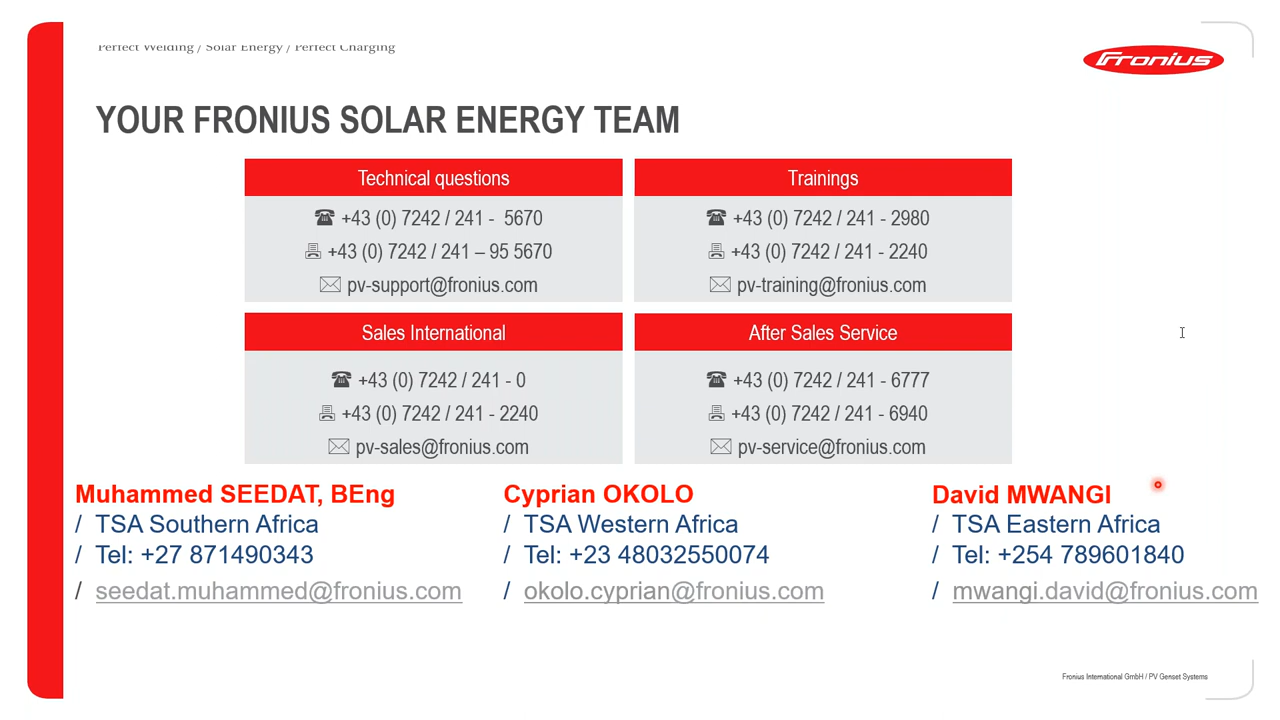 Perfect Welding / Solar Energy / Perfect Charging
Fronius
YOUR FRONIUS SOLAR ENERGY TEAM
Technical questions
+43 (0) 7242 / 241 - 5670
+43 (0) 7242 / 241 – 95 5670
pv-support@fronius.com
Trainings
+43 (0) 7242 / 241 - 2980
+43 (0) 7242 / 241 - 2240
pv-training@fronius.com
Sales International
+43 (0) 7242 / 241 - 0
+43 (0) 7242 / 241 - 2240
pv-sales@fronius.com
After Sales Service
+43 (0) 7242 / 241 - 6777
+43 (0) 7242 / 241 - 6940
pv-service@fronius.com
Muhammed SEEDAT, BEng
/ TSA Southern Africa
/ Tel: +27 871490343
/ seedat.muhammed@fronius.com
Cyprian OKOLO
/ TSA Western Africa
/ Tel: +23 48032550074
/ okolo.cyprian@fronius.com
David MWANGI
/ TSA Eastern Africa
/ Tel: +254 789601840
/ mwangi.david@fronius.com
Fronius International GmbH / PV Genset Systems